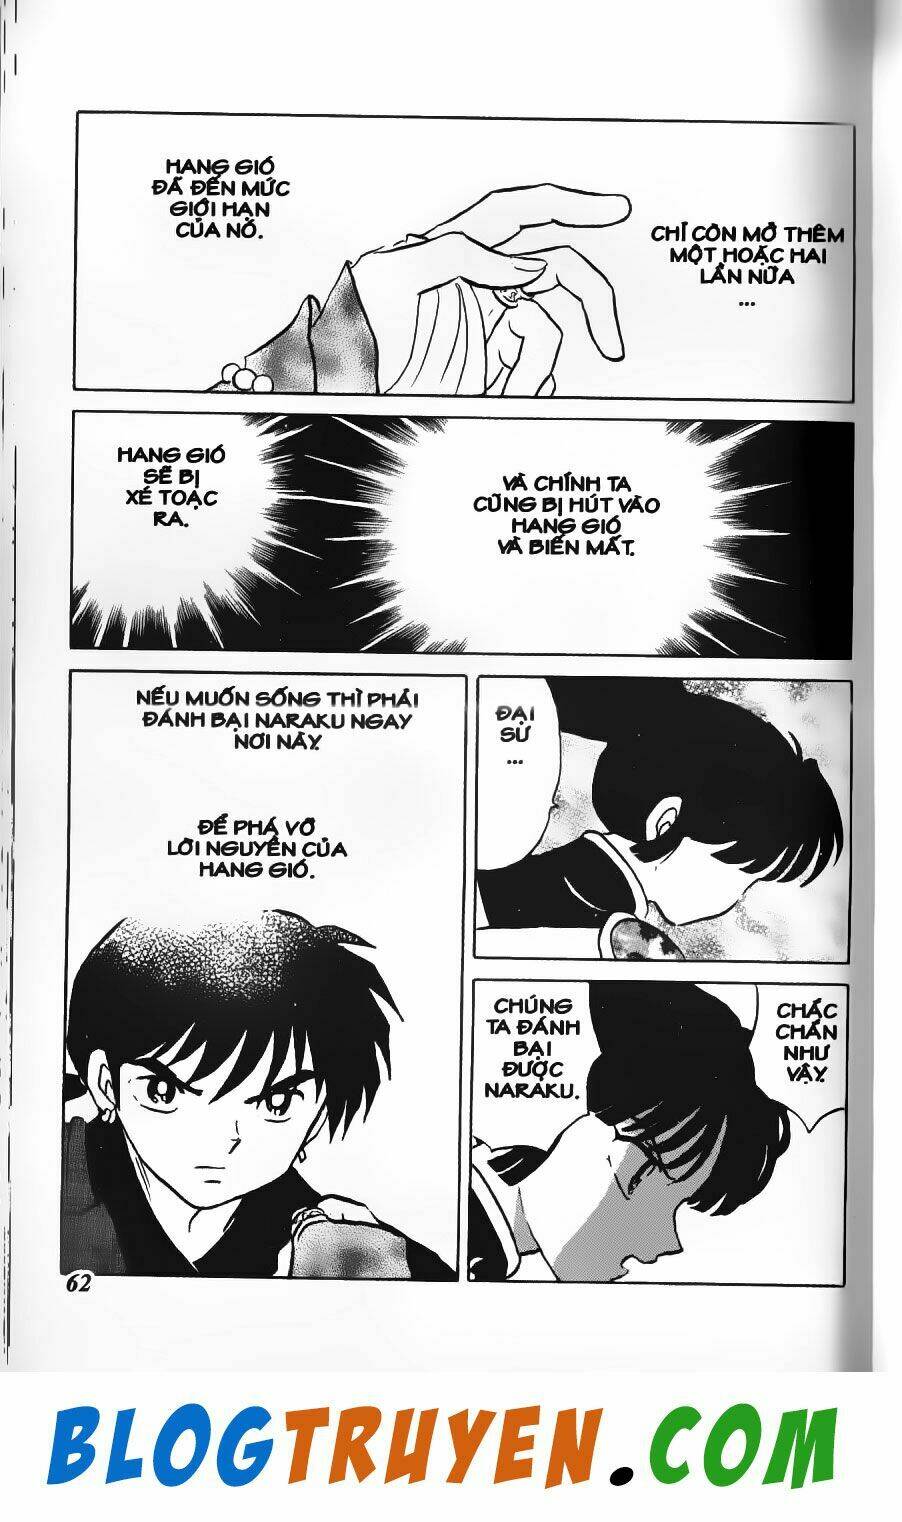 HANG GIÓ
ĐÃ ĐẾN MỨC
GIỚI HẠN
CỦA NÓ.
CHỈ CÒN MỞ THÊM
MỘT HOẶC HAI
LẦN NỮA
...
HANG GIÓ
SẼ BỊ
XÉ TOẠC
RA.
VÀ CHÍNH TA
CŨNG BỊ HÚT VÀO
HANG GIÓ
VÀ BIẾN MẤT.
NẾU MUỐN SỐNG THÌ PHẢI
ĐÁNH BẠI NARAKU NGAY
NƠI NÀY.
ĐỂ PHÁ VỠ
LỜI NGUYỀN CỦA
HANG GIÓ.
ĐẠI
SƯ
...
CHÚNG
TA ĐÁNH
BẠI
ĐƯỢC
NARAKU.
CHẮC
CHẮN
NHƯ
VẬY.
62
BLOGTRUYEN.COM